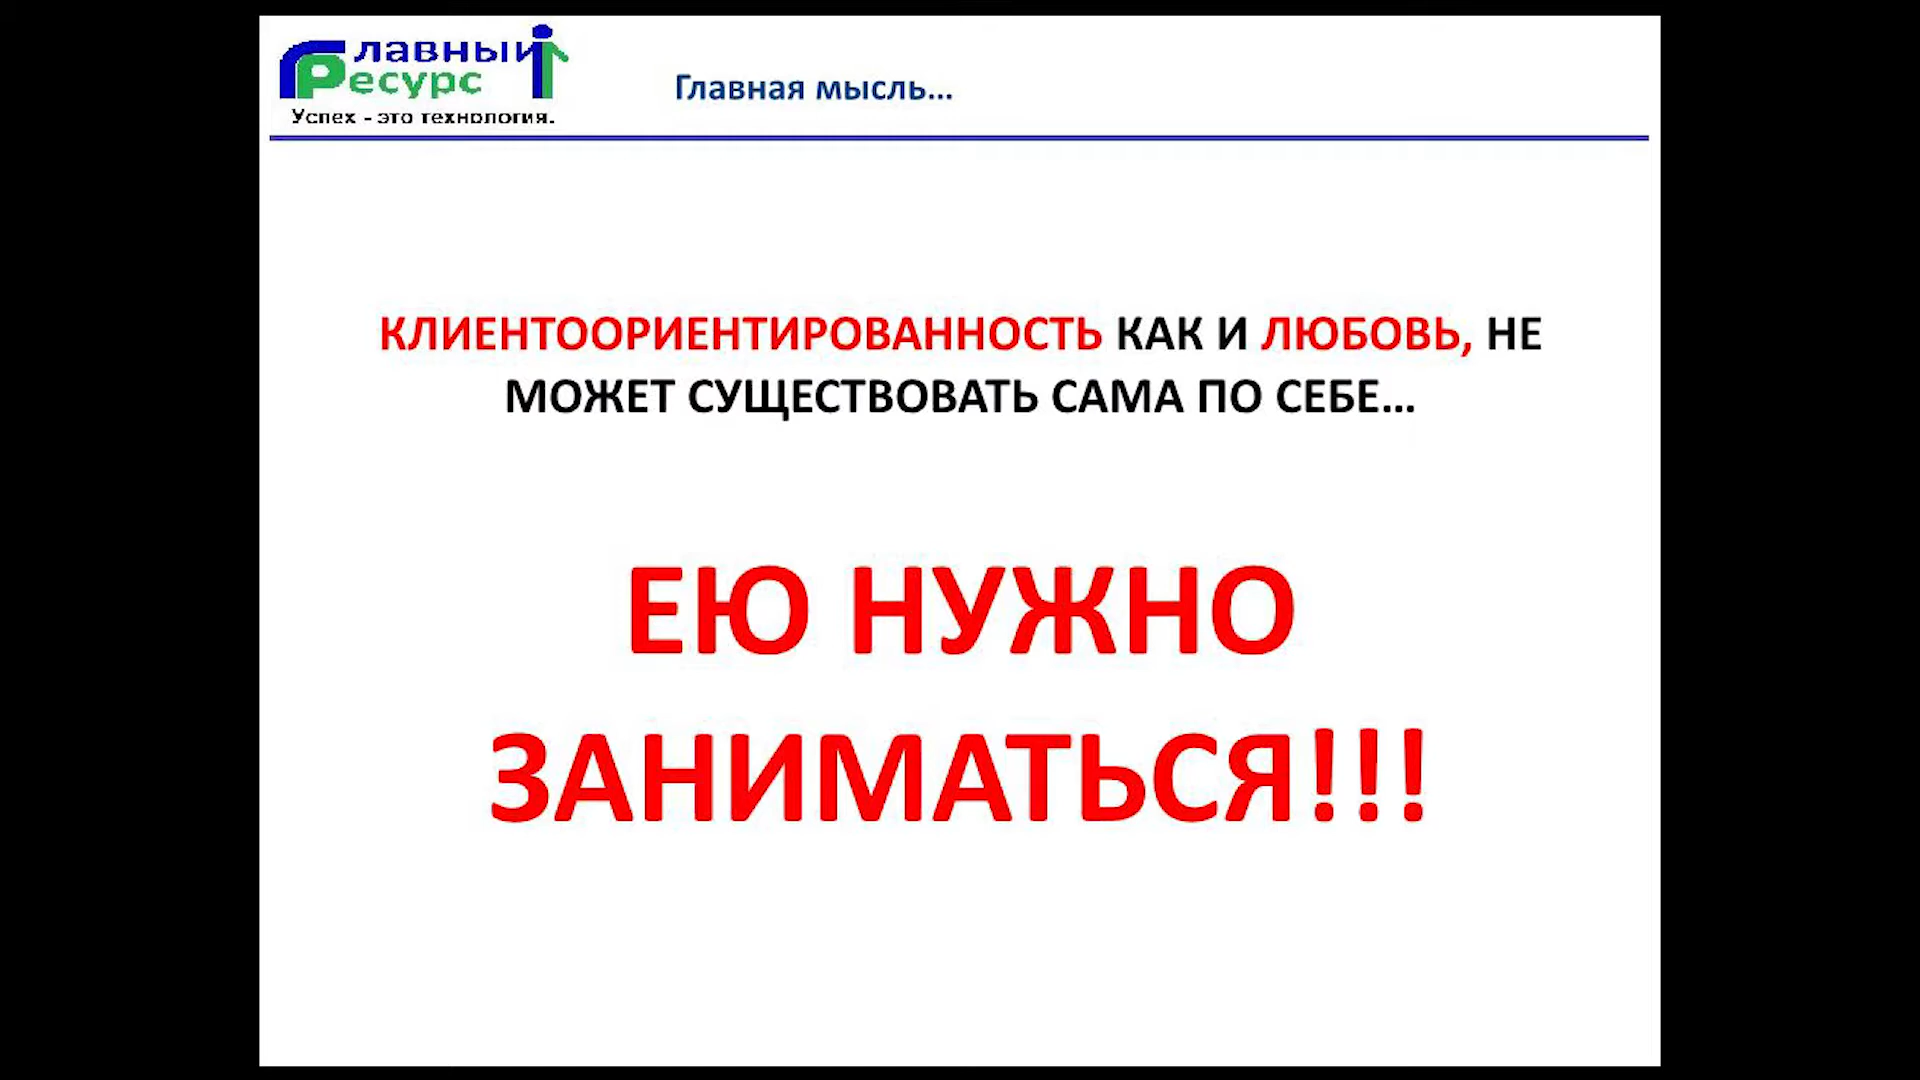 Главный
Ресурс
Успех - это технология.
Главная мысль...
КЛИЕНТООРИЕНТИРОВАННОСТЬ КАК И ЛЮБОВЬ, НЕ
МОЖЕТ СУЩЕСТВОВАТЬ САМА ПО СЕБЕ...
ЕЮ НУЖНО
ЗАНИМАТЬСЯ!!!